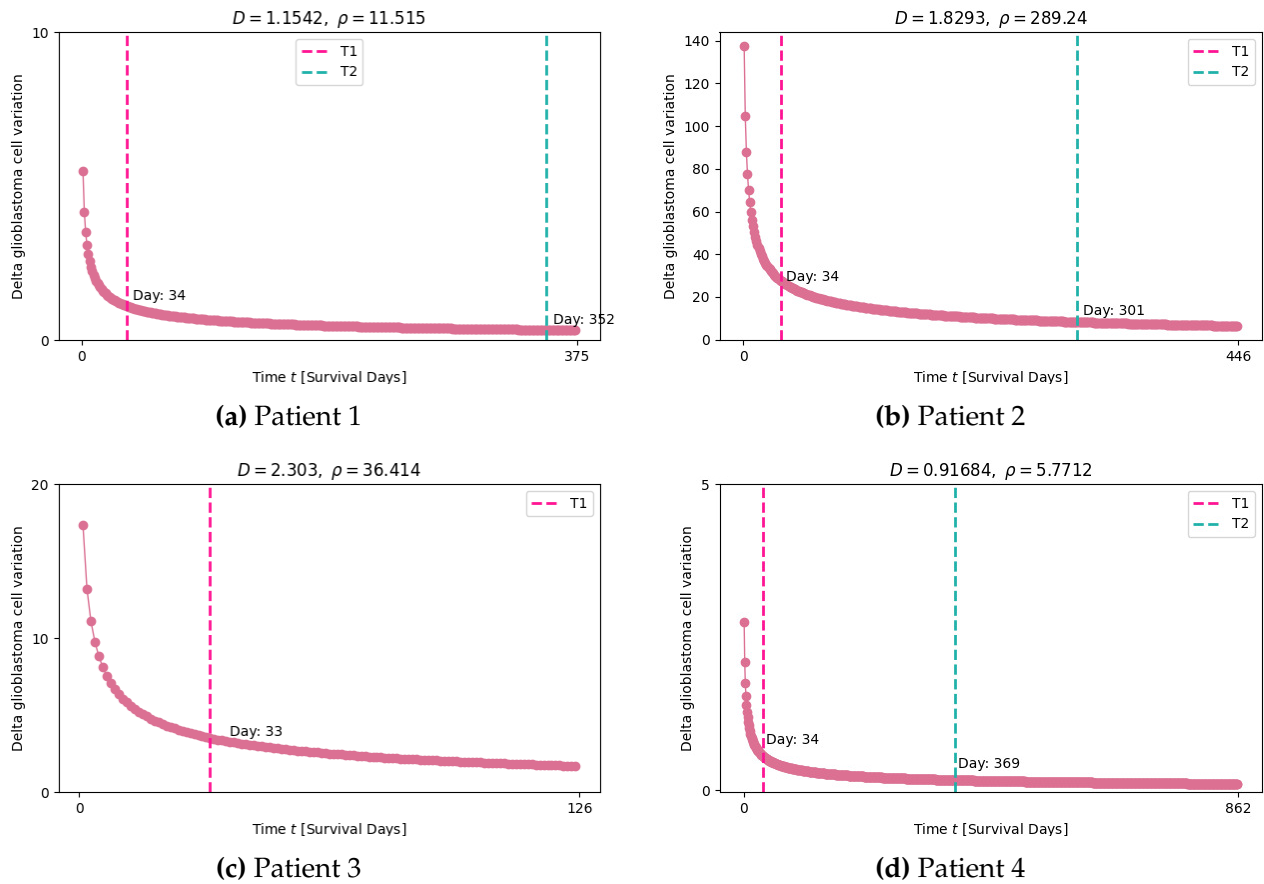 D = 1.1542, ρ = 11.515
Delta glioblastoma cell variation
10
0
T1
T2
Day: 34
Day: 352
0
375
Time t [Survival Days]
(a) Patient 1
D = 1.8293, ρ = 289.24
Delta glioblastoma cell variation
140
120
100
80
60
40
20
0
T1
T2
Day: 34
Day: 301
0
446
Time t [Survival Days]
(b) Patient 2
D = 2.303, ρ = 36.414
Delta glioblastoma cell variation
20
10
0
T1
Day: 33
0
126
Time t [Survival Days]
(c) Patient 3
D = 0.91684, ρ = 5.7712
Delta glioblastoma cell variation
5
0
T1
T2
Day: 34
Day: 369
0
862
Time t [Survival Days]
(d) Patient 4